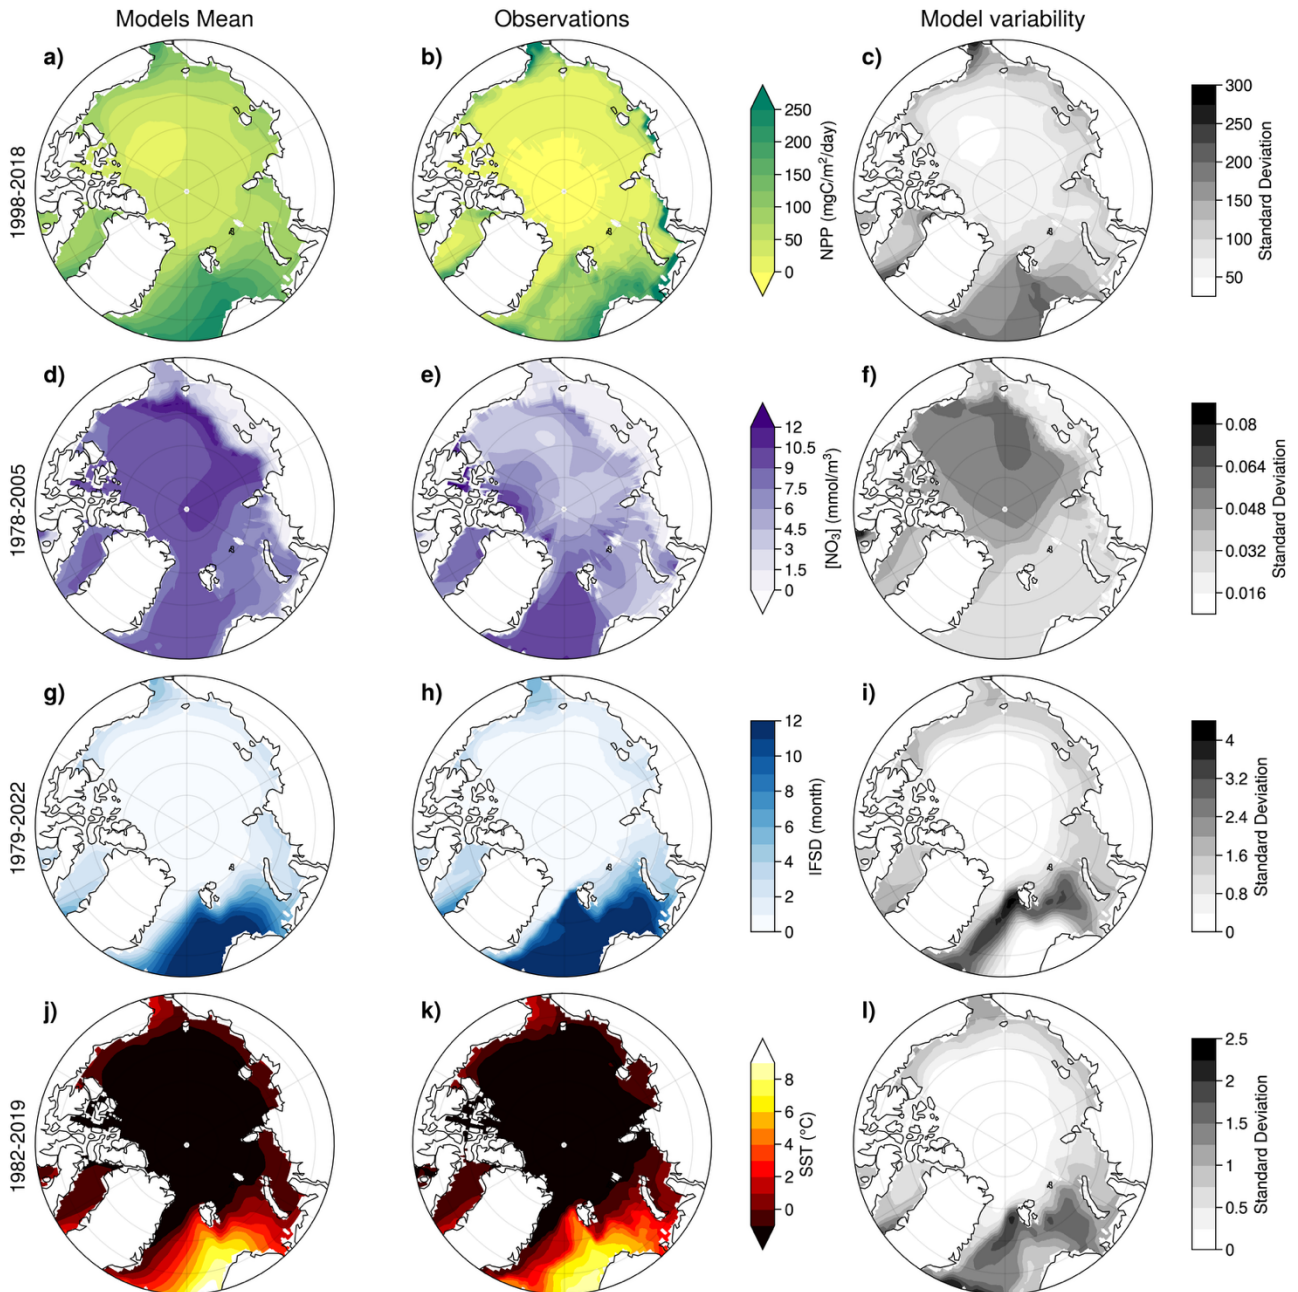 Models Mean
Observations
Model variability
a)
b)
c)
1998-2018
250
200
150
100
50
0
NPP (mgC/m²/day)
300
250
200
150
100
50
Standard Deviation
d)
e)
f)
1978-2005
12
10.5
9
7.5
6
4.5
3
1.5
0
[NO₃] (mmol/m³)
0.08
0.064
0.048
0.032
0.016
Standard Deviation
g)
h)
i)
1979-2022
12
10
8
6
4
2
0
IFSD (month)
4
3.2
2.4
1.6
0.8
0
Standard Deviation
j)
k)
l)
1982-2019
8
6
4
2
0
SST (°C)
2.5
2
1.5
1
0.5
0
Standard Deviation